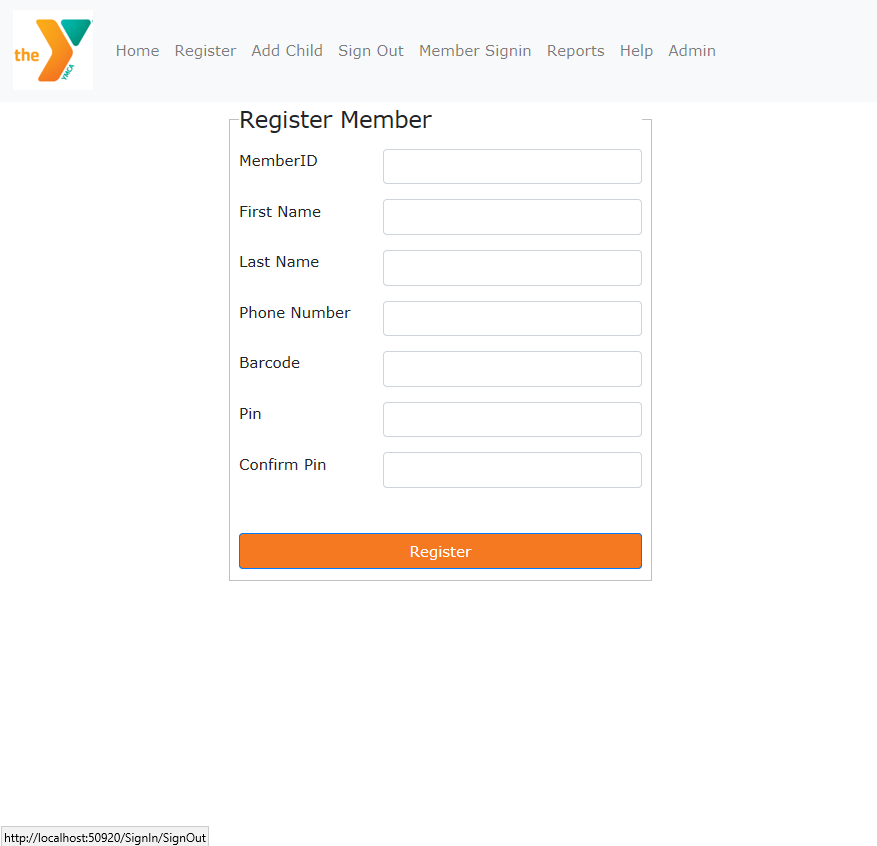 the
YMCA
Home Register Add Child Sign Out Member Signin Reports Help Admin
Register Member
MemberID
First Name
Last Name
Phone Number
Barcode
Pin
Confirm Pin
Register
http://localhost:50920/SignIn/SignOut